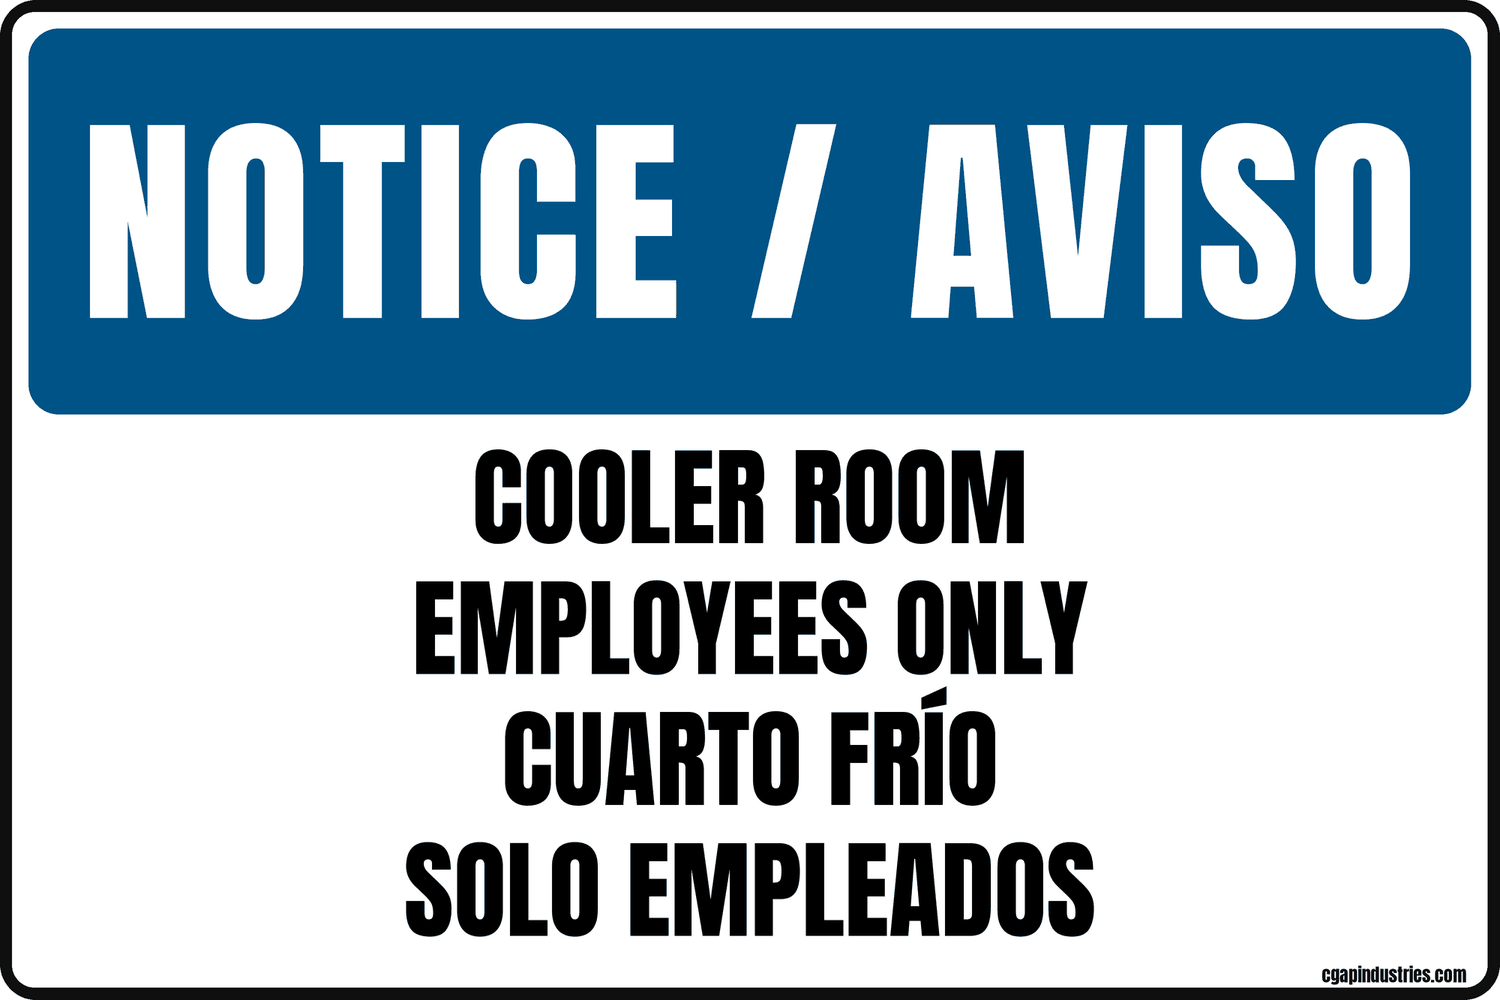 NOTICE / AVISO
COOLER ROOM
EMPLOYEES ONLY
CUARTO FRÍO
SOLO EMPLEADOS
cgapindustries.com